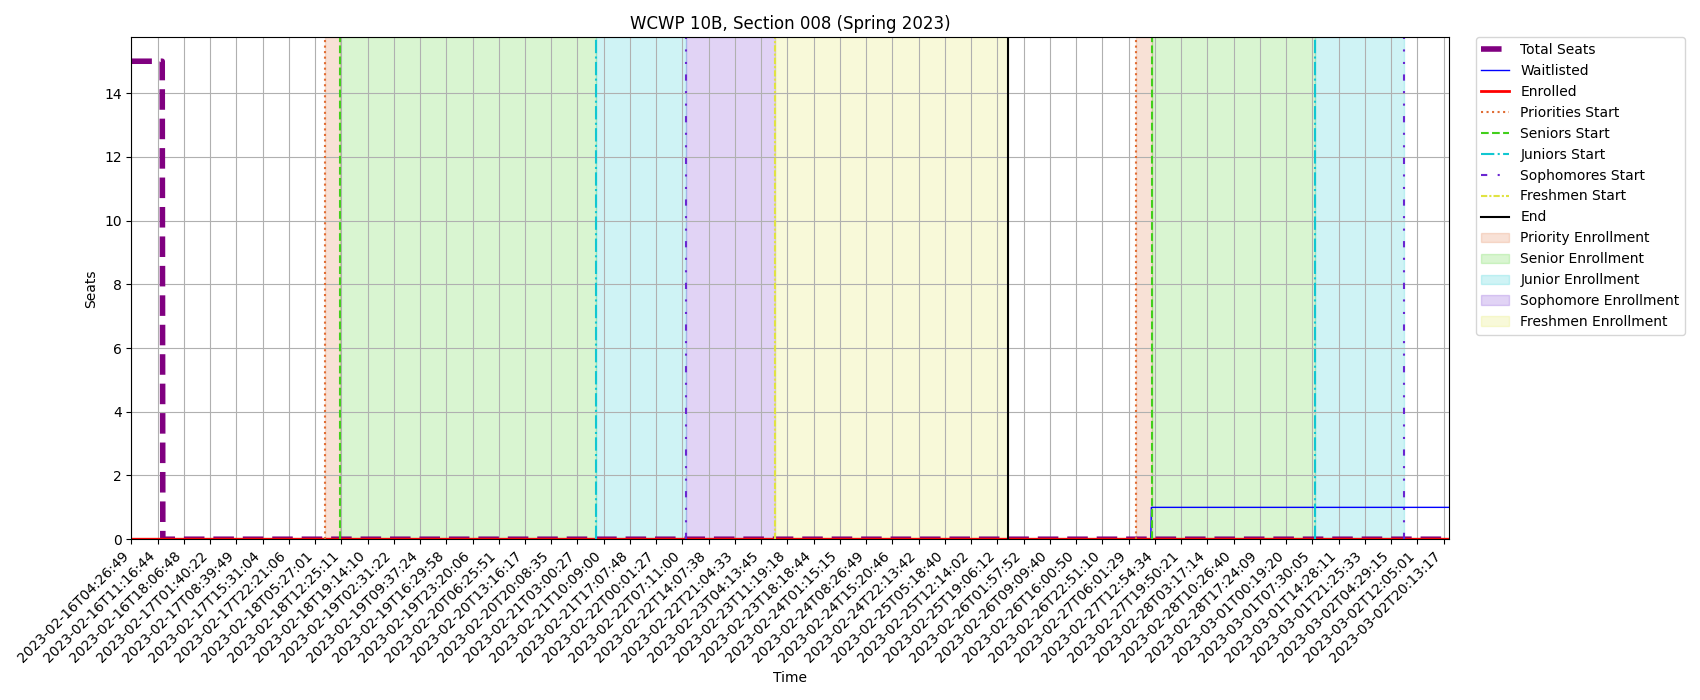 WCWP 10B, Section 008 (Spring 2023)
Seats
14
12
10
8
6
4
2
0
2023-02-16T04:26:49
2023-02-16T11:16:44
2023-02-16T18:06:48
2023-02-17T01:40:22
2023-02-17T08:39:49
2023-02-17T15:31:04
2023-02-17T22:21:06
2023-02-18T05:27:01
2023-02-18T12:25:11
2023-02-18T19:14:10
2023-02-19T02:31:22
2023-02-19T09:37:24
2023-02-19T16:29:58
2023-02-19T23:20:06
2023-02-20T06:25:51
2023-02-20T13:16:17
2023-02-20T20:08:35
2023-02-21T03:00:27
2023-02-21T10:09:00
2023-02-21T17:07:48
2023-02-22T00:01:27
2023-02-22T07:11:00
2023-02-22T14:07:38
2023-02-22T21:04:33
2023-02-23T04:13:45
2023-02-23T11:19:18
2023-02-23T18:18:44
2023-02-24T01:15:15
2023-02-24T08:26:49
2023-02-24T15:20:46
2023-02-24T22:13:42
2023-02-25T05:18:40
2023-02-25T12:14:02
2023-02-25T19:06:12
2023-02-26T01:57:52
2023-02-26T09:09:40
2023-02-26T16:00:50
2023-02-26T22:51:10
2023-02-27T06:01:29
2023-02-27T12:54:34
2023-02-27T19:50:21
2023-02-28T03:17:14
2023-02-28T10:26:40
2023-02-28T17:24:09
2023-03-01T00:19:20
2023-03-01T07:30:05
2023-03-01T14:28:11
2023-03-01T21:25:33
2023-03-02T04:29:15
2023-03-02T12:05:01
2023-03-02T20:13:17
Time
Total Seats
Waitlisted
Enrolled
Priorities Start
Seniors Start
Juniors Start
Sophomores Start
Freshmen Start
End
Priority Enrollment
Senior Enrollment
Junior Enrollment
Sophomore Enrollment
Freshmen Enrollment